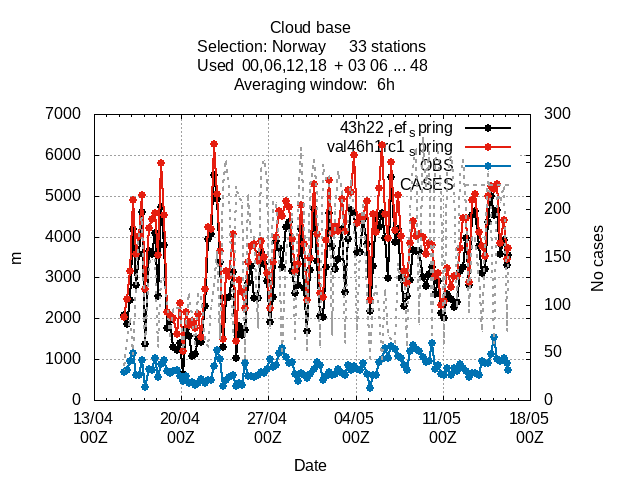 Cloud base
Selection: Norway 33 stations
Used 00,06,12,18 + 03 06 ... 48
Averaging window: 6h
7000 300
43h22ref_spring
val46h1rc1_spring
6000 250
OBS
CASES
5000 200
4000
3000 150
2000 100
1000 50
0 0
m
No cases
13/04 20/04 27/04 04/05 11/05 18/05
00Z 00Z 00Z 00Z 00Z 00Z
Date